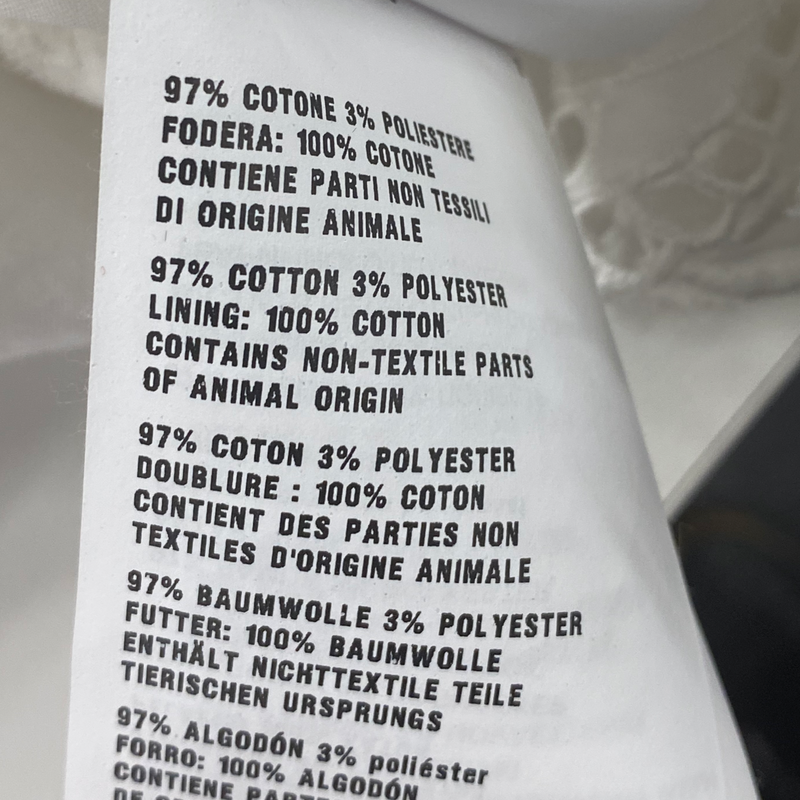 97% COTONE 3% POLIESTERE
FODERA: 100% COTONE
CONTIENE PARTI NON TESSILI
DI ORIGINE ANIMALE
97% COTTON 3% POLYESTER
LINING: 100% COTTON
CONTAINS NON-TEXTILE PARTS
OF ANIMAL ORIGIN
97% COTON 3% POLYESTER
DOUBLURE : 100% COTON
CONTIENT DES PARTIES NON
TEXTILES D'ORIGINE ANIMALE
97% BAUMWOLLE 3% POLYESTER
FUTTER: 100% BAUMWOLLE
ENTHÄLT NICHTTEXTILE TEILE
TIERISCHEN URSPRUNGS
97% ALGODÓN 3% poliéster
FORRO: 100% ALGODÓN
CONTIENE